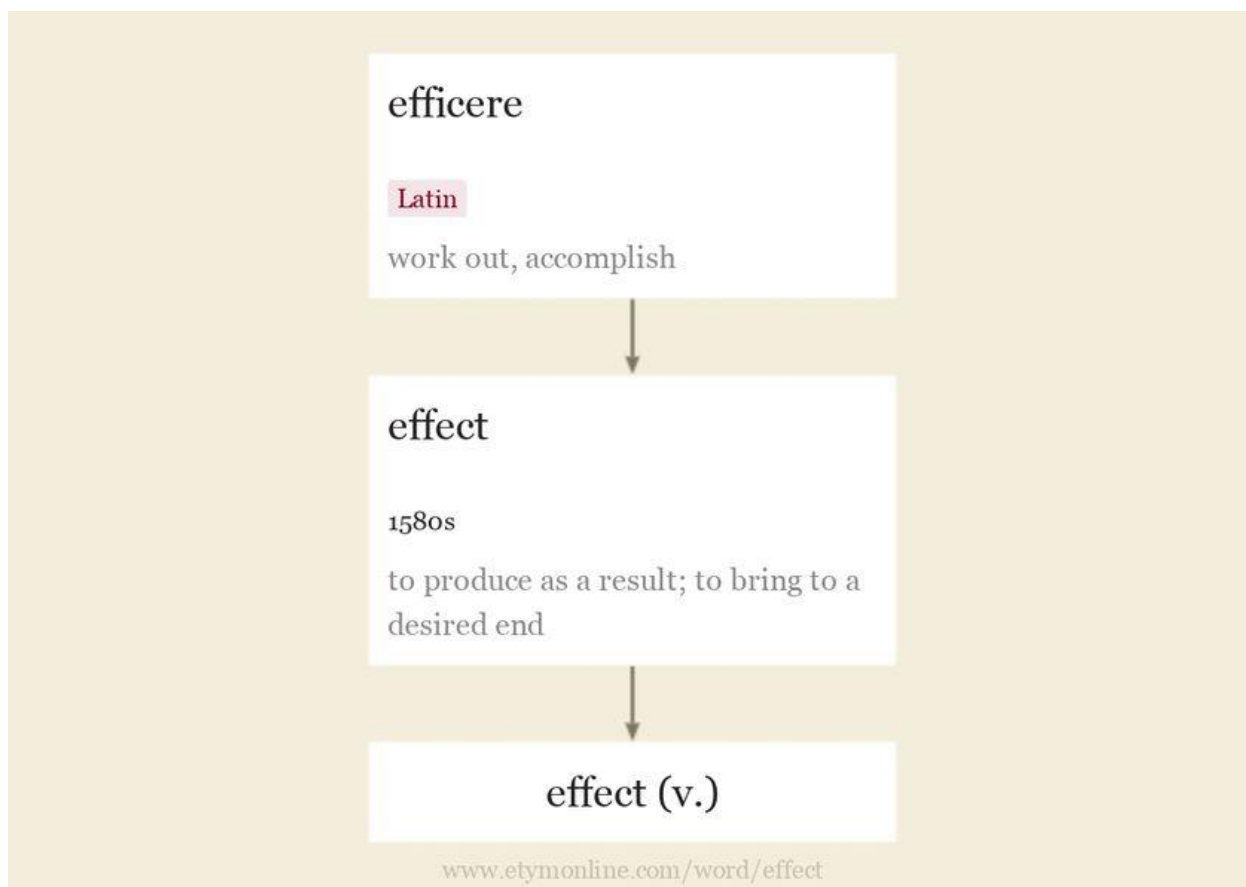 efficere
Latin
work out, accomplish
effect
1580s
to produce as a result; to bring to a
desired end
effect (v.)
www.etymonline.com/word/effect